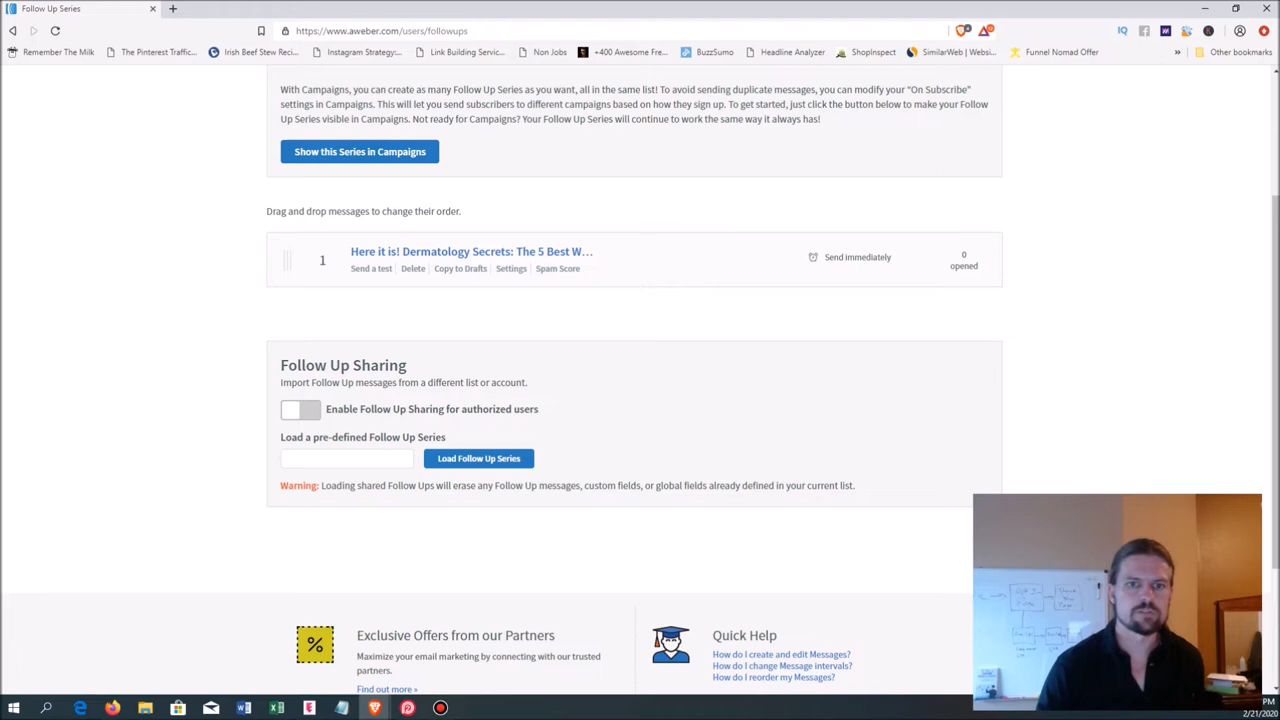 Follow Up Series
https://www.aweber.com/users/followups
Remember The Milk
The Pinterest Traffic...
Irish Beef Stew Reci...
Instagram Strategy:...
Link Building Strate...
Non Jobs
+400 Awesome Fre...
BuzzSumo
Headline Analyzer
ShopInspect
SimilarWeb | Websi...
Funnel Nomad Offer
Other bookmarks
With Campaigns, you can create as many Follow Up Series as you want, all in the same list! To avoid sending duplicate messages, you can modify your "On Subscribe"
settings in Campaigns. This will let you send subscribers to different campaigns based on how they sign up. To get started, just click the button below to make your Follow
Up Series visible in Campaigns. Not ready for Campaigns? Your Follow Up Series will continue to work the same way it always has!
Show this Series in Campaigns
Drag and drop messages to change their order.
1
Here it is! Dermatology Secrets: The 5 Best W...
Send a test
Delete
Copy to Drafts
Settings
Spam Score
Send immediately
0
opened
Follow Up Sharing
Import Follow Up messages from a different list or account.
Enable Follow Up Sharing for authorized users
Load a pre-defined Follow Up Series
Load Follow Up Series
Warning: Loading shared Follow Ups will erase any Follow Up messages, custom fields, or global fields already defined in your current list.
%
Exclusive Offers from our Partners
Maximize your email marketing by connecting with our trusted
partners.
Find out more »
Quick Help
How do I create and edit Messages?
How do I change Message intervals?
How do I reorder my Messages?
PM
2/21/2020